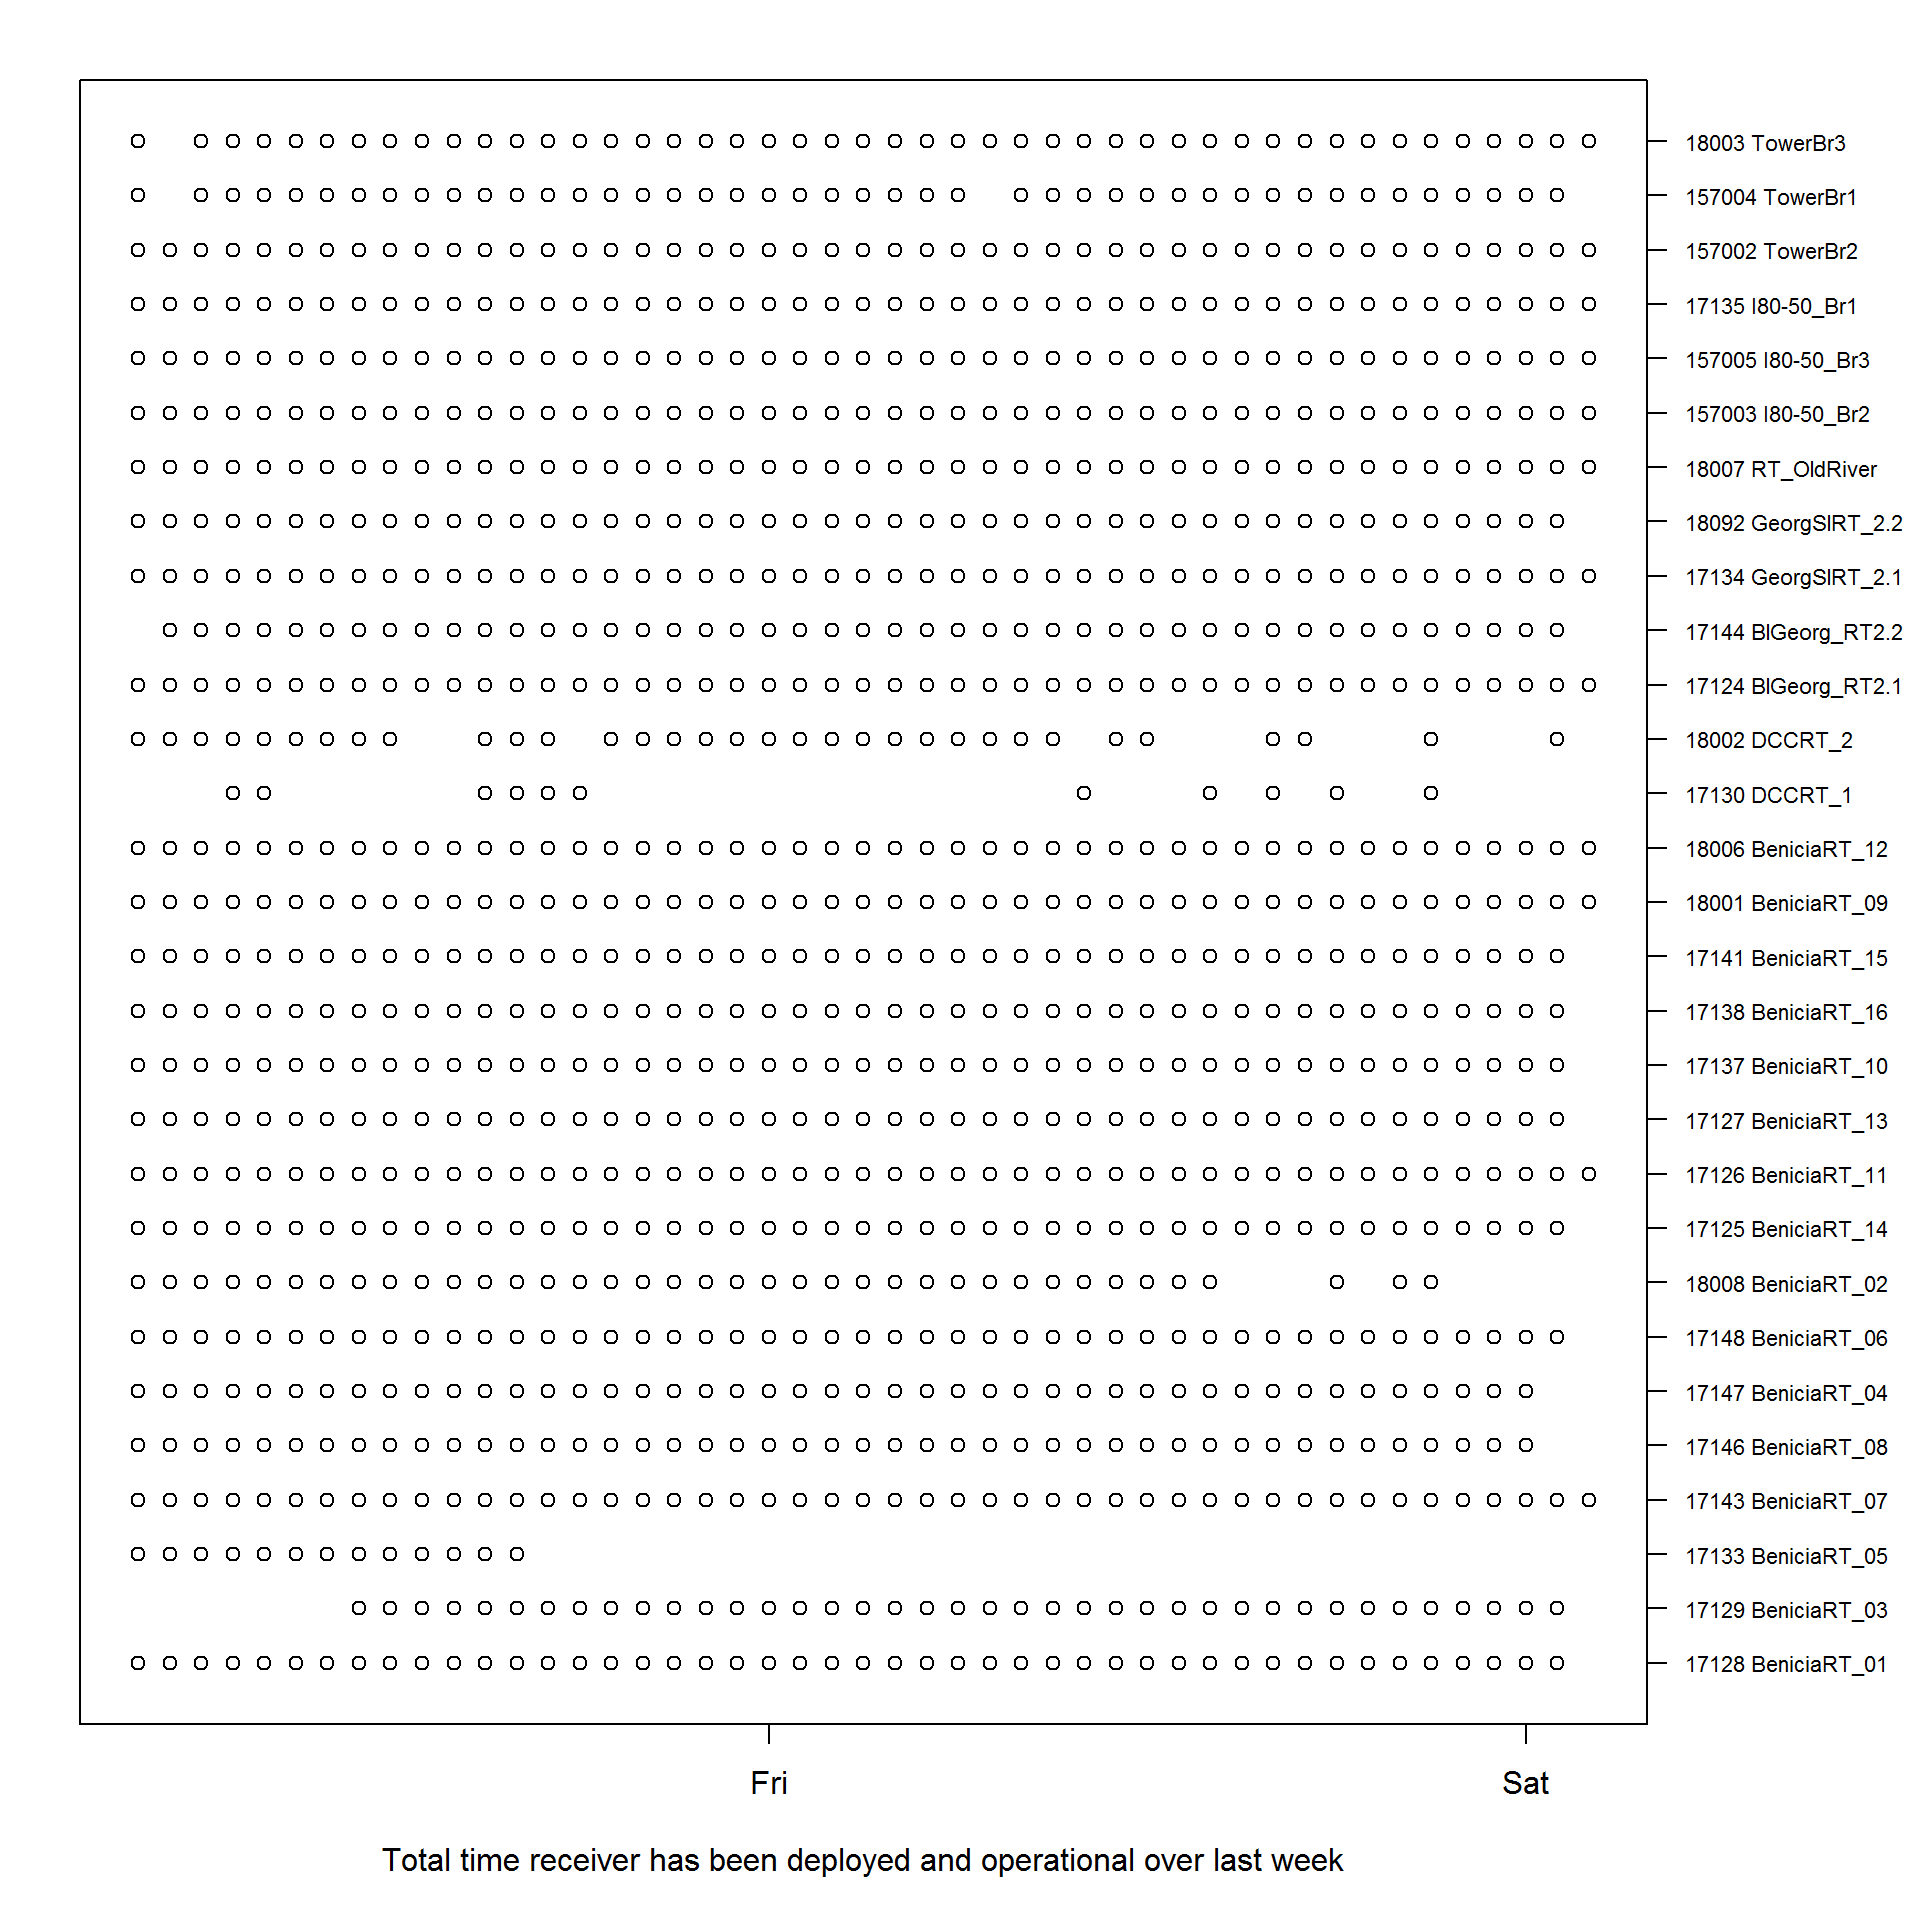 18003 TowerBr3
157004 TowerBr1
157002 TowerBr2
17135 I80-50_Br1
157005 I80-50_Br3
157003 I80-50_Br2
18007 RT_OldRiver
18092 GeorgSlRT_2.2
17134 GeorgSlRT_2.1
17144 BlGeorg_RT2.2
17124 BlGeorg_RT2.1
18002 DCCRT_2
17130 DCCRT_1
18006 BeniciaRT_12
18001 BeniciaRT_09
17141 BeniciaRT_15
17138 BeniciaRT_16
17137 BeniciaRT_10
17127 BeniciaRT_13
17126 BeniciaRT_11
17125 BeniciaRT_14
18008 BeniciaRT_02
17148 BeniciaRT_06
17147 BeniciaRT_04
17146 BeniciaRT_08
17143 BeniciaRT_07
17133 BeniciaRT_05
17129 BeniciaRT_03
17128 BeniciaRT_01
Fri Sat
Total time receiver has been deployed and operational over last week